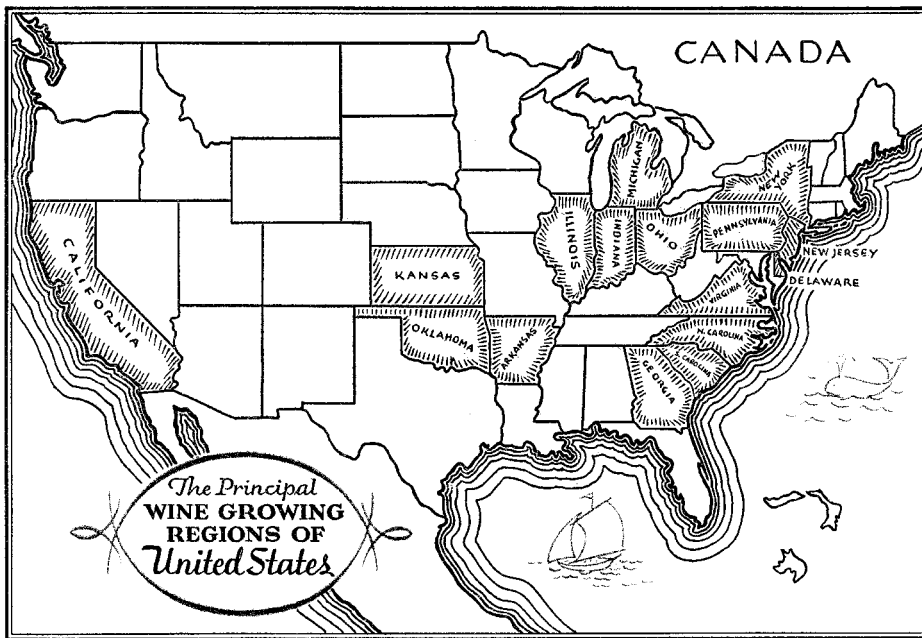 CANADA
MICHIGAN
NEW
YORK
ILLINOIS
INDIANA
OHIO
PENNSYLVANIA
NEW JERSEY
DELAWARE
CALIFORNIA
KANSAS
VIRGINIA
OKLAHOMA
ARKANSAS
N. CAROLINA
S. CAROLINA
GEORGIA
The Principal
WINE GROWING
REGIONS OF
United States